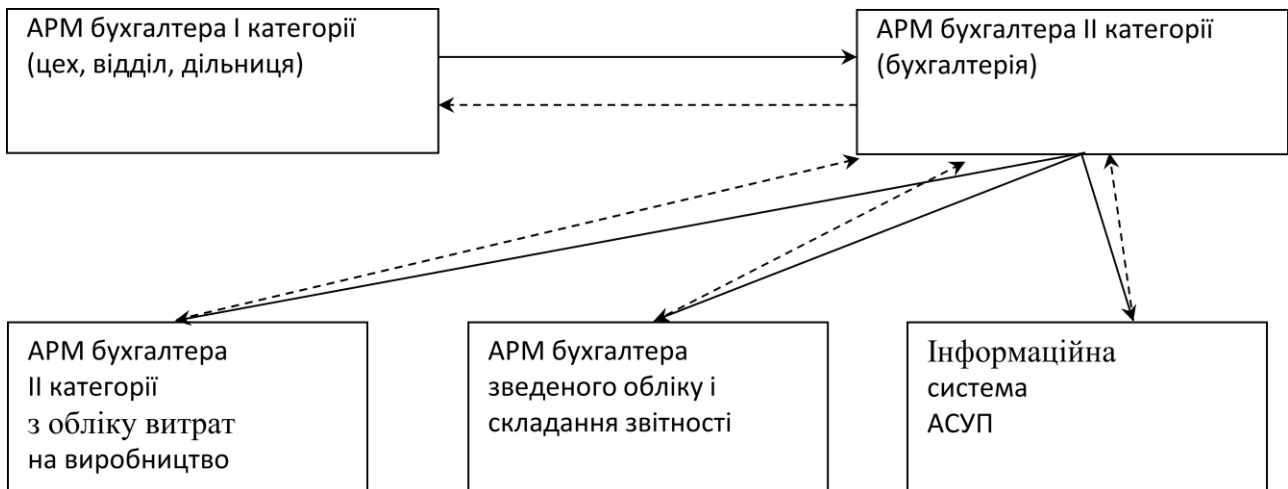 АРМ бухгалтера І категорії
(цех, відділ, дільниця)
АРМ бухгалтера ІІ категорії
(бухгалтерія)
АРМ бухгалтера
ІІ категорії
з обліку витрат
на виробництво
АРМ бухгалтера
зведеного обліку і
складання звітності
Інформаційна
система
АСУП